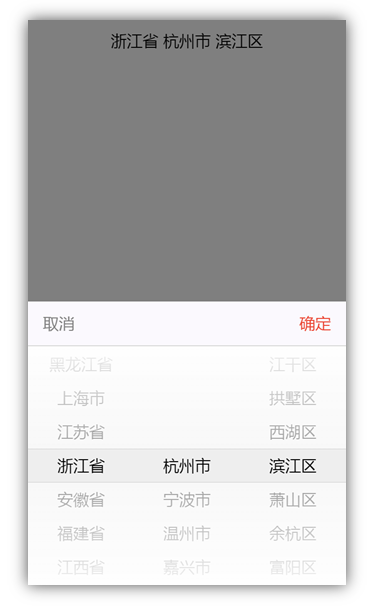 浙江省 杭州市 滨江区
取消 确定
黑龙江省 江干区
上海市 拱墅区
江苏省 西湖区
浙江省 杭州市 滨江区
安徽省 宁波市 萧山区
福建省 温州市 余杭区
江西省 嘉兴市 富阳区